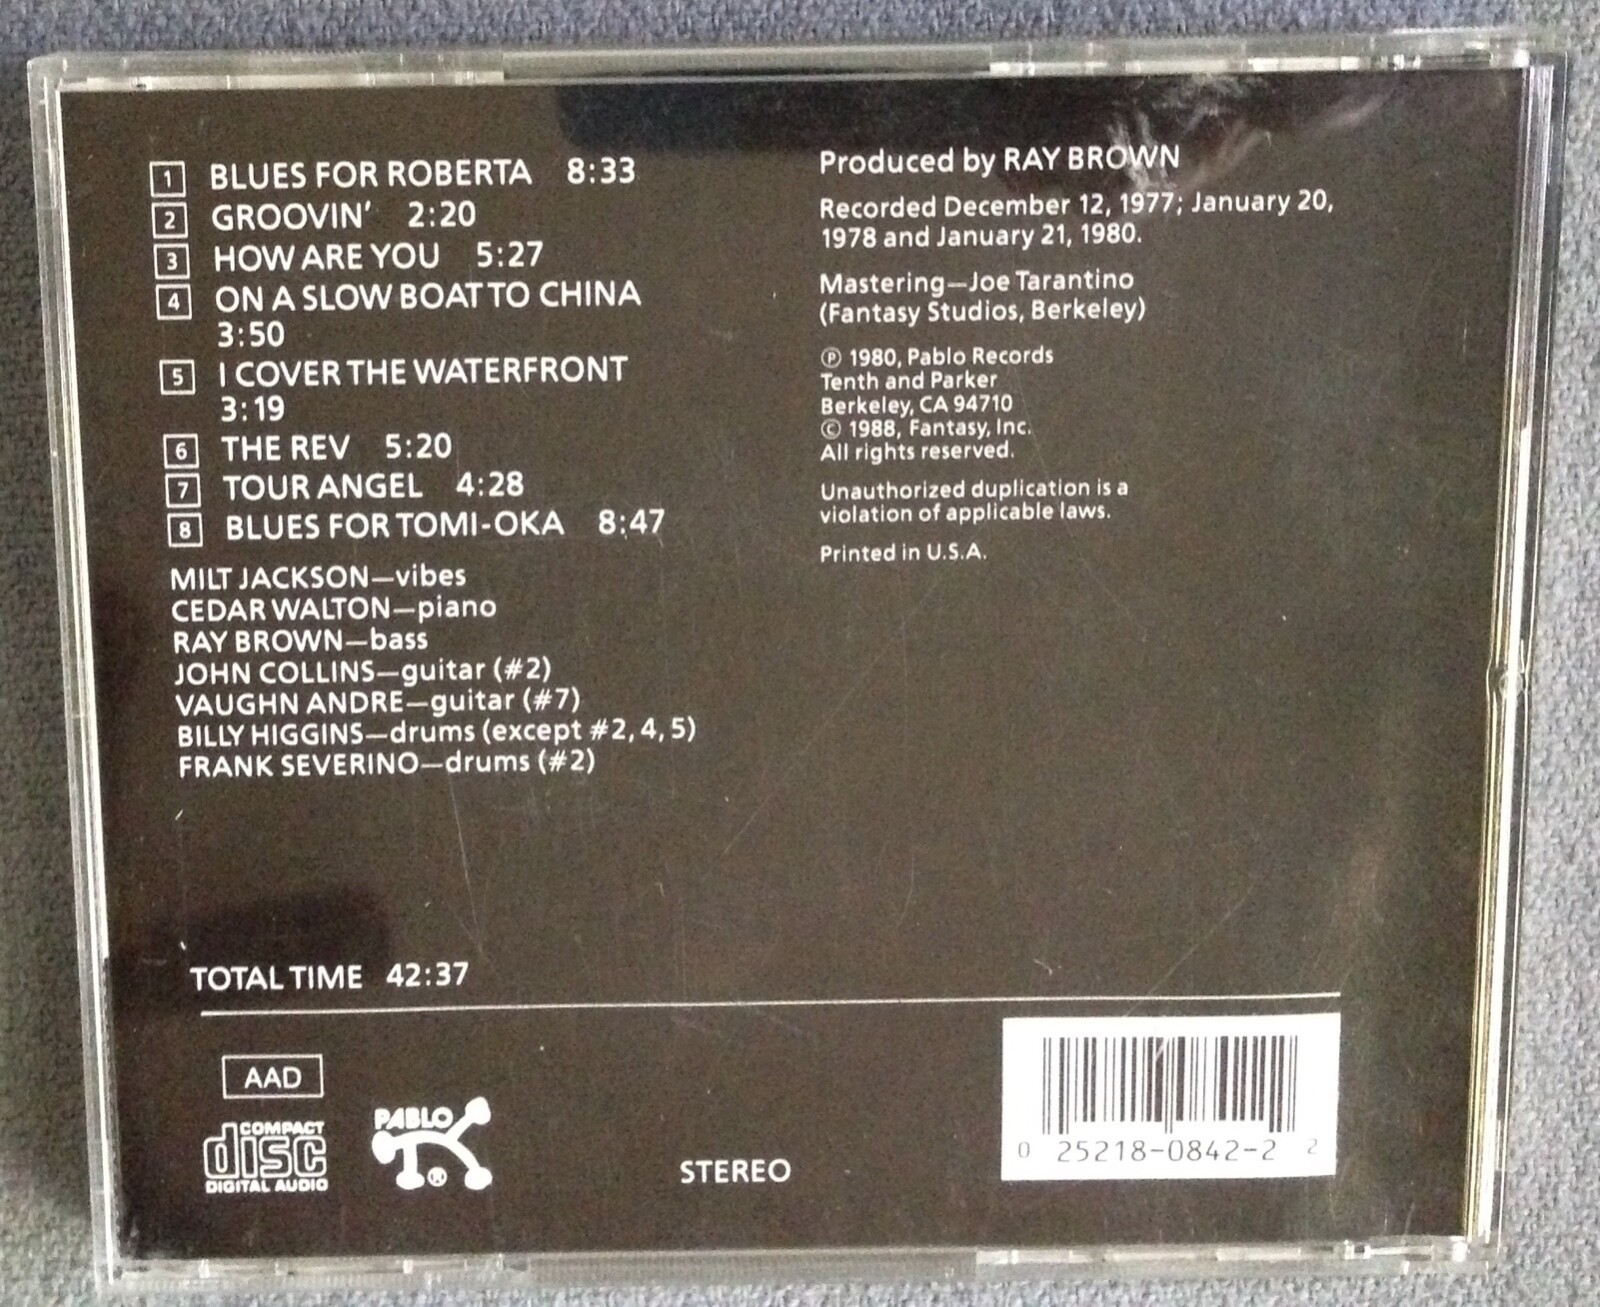 1 BLUES FOR ROBERTA 8:33
2 GROOVIN' 2:20
3 HOW ARE YOU 5:27
4 ON A SLOW BOAT TO CHINA
3:50
5 I COVER THE WATERFRONT
3:19
6 THE REV 5:20
7 TOUR ANGEL 4:28
8 BLUES FOR TOMI-OKA 8:47
MILT JACKSON—vibes
CEDAR WALTON—piano
RAY BROWN—bass
JOHN COLLINS—guitar (#2)
VAUGHN ANDRE—guitar (#7)
BILLY HIGGINS—drums (except #2, 4, 5)
FRANK SEVERINO—drums (#2)
TOTAL TIME 42:37
Produced by RAY BROWN
Recorded December 12, 1977; January 20,
1978 and January 21, 1980.
Mastering—Joe Tarantino
(Fantasy Studios, Berkeley)
℗ 1980, Pablo Records
Tenth and Parker
Berkeley, CA 94710
© 1988, Fantasy, Inc.
All rights reserved.
Unauthorized duplication is a
violation of applicable laws.
Printed in U.S.A.
AAD
COMPACT
disc
DIGITAL AUDIO
PABLO
®
STEREO
0 25218-0842-2 2